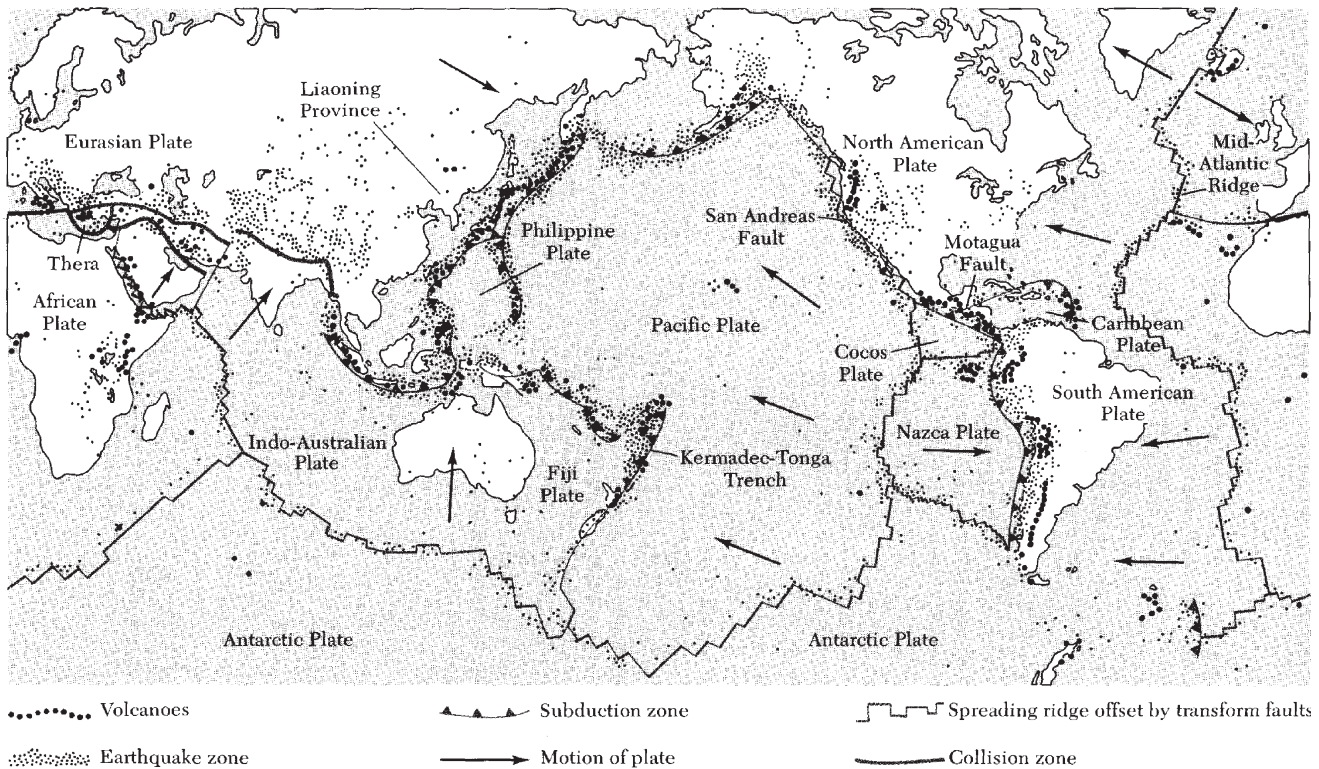 Liaoning
Province
Eurasian Plate
North American
Plate
Mid-
Atlantic
Ridge
San Andreas
Fault
Philippine
Plate
Motagua
Fault
Thera
African
Plate
Pacific Plate
Caribbean
Plate
Cocos
Plate
South American
Plate
Indo-Australian
Plate
Fiji
Plate
Nazca Plate
Kermadec-Tonga
Trench
Antarctic Plate
Antarctic Plate
Volcanoes
Subduction zone
Spreading ridge offset by transform faults
Earthquake zone
Motion of plate
Collision zone